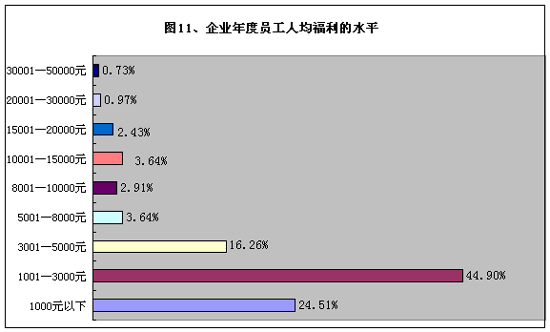 图11、企业年度员工人均福利的水平
30001—50000元 0.73%
20001—30000元 0.97%
15001—20000元 2.43%
10001—15000元 3.64%
8001—10000元 2.91%
5001—8000元 3.64%
3001—5000元 16.26%
1001—3000元 44.90%
1000元以下 24.51%